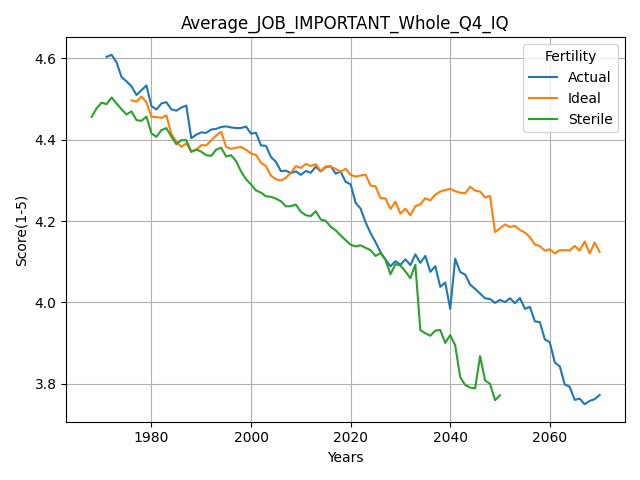 Average_JOB_IMPORTANT_Whole_Q4_IQ
Fertility
Actual
Ideal
Sterile
Score(1-5)
4.6
4.4
4.2
4.0
3.8
1980
2000
2020
2040
2060
Years